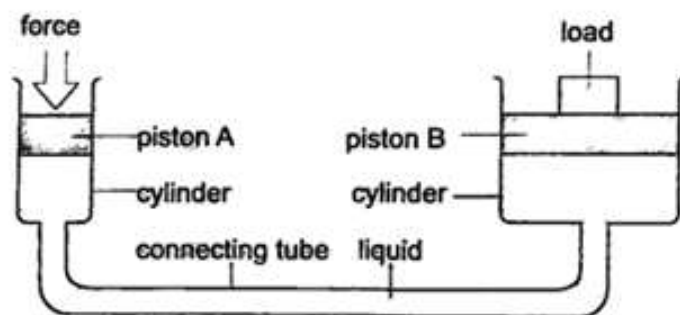 force
load
piston A
piston B
cylinder
cylinder
connecting tube
liquid